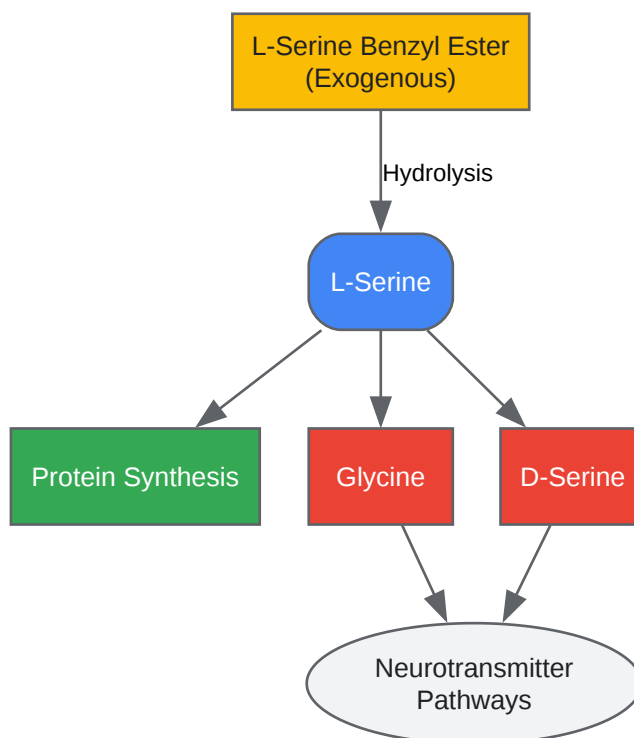 L-Serine Benzyl Ester
(Exogenous)
Hydrolysis
L-Serine
Protein Synthesis
Glycine
D-Serine
Neurotransmitter
Pathways